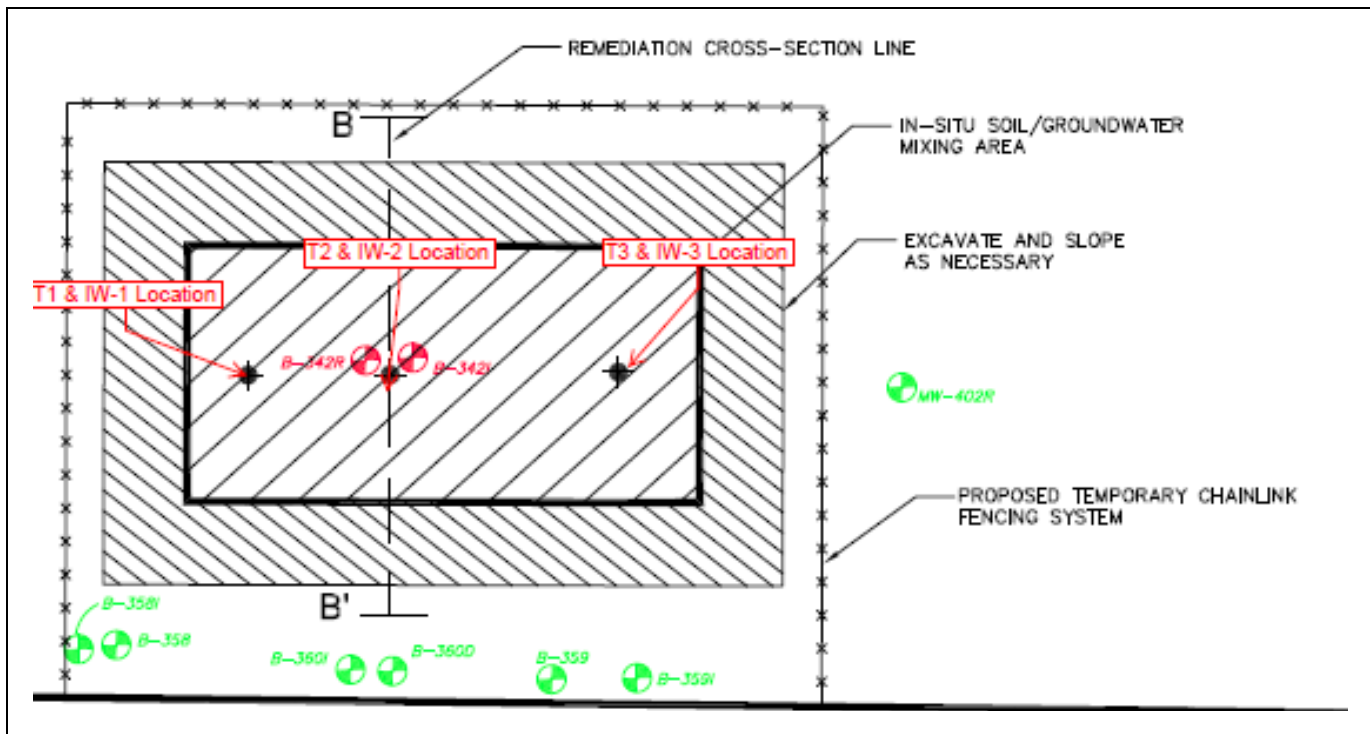 REMEDIATION CROSS-SECTION LINE
B
IN-SITU SOIL/GROUNDWATER
MIXING AREA
T2 & IW-2 Location
T3 & IW-3 Location
EXCAVATE AND SLOPE
AS NECESSARY
T1 & IW-1 Location
B-342R
B-342I
MW-402R
PROPOSED TEMPORARY CHAINLINK
FENCING SYSTEM
B'
B-358I
B-358
B-360I
B-360D
B-359
B-359I